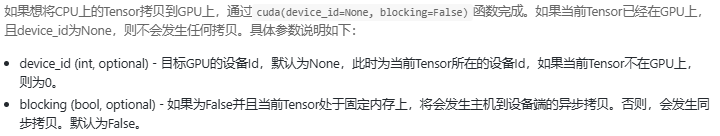 如果想将CPU上的Tensor拷贝到GPU上，通过 cuda(device_id=None, blocking=False) 函数完成。如果当前Tensor已经在GPU上，
且device_id为None，则不会发生任何拷贝。具体参数说明如下：
• device_id (int, optional) - 目标GPU的设备Id，默认为None，此时为当前Tensor所在的设备Id，如果当前Tensor不在GPU上，
则为0。
• blocking (bool, optional) - 如果为False并且当前Tensor处于固定内存上，将会发生主机到设备端的异步拷贝。否则，会发生同
步拷贝。默认为False。